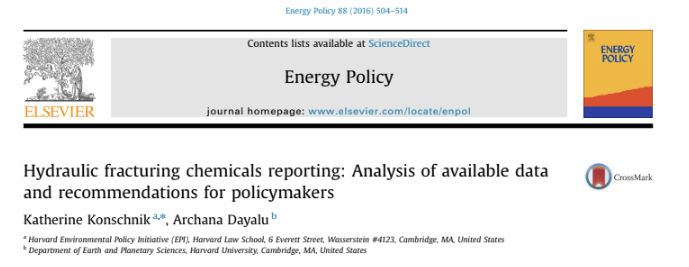 Energy Policy 88 (2016) 504–514
Contents lists available at ScienceDirect
Energy Policy
journal homepage: www.elsevier.com/locate/enpol
ELSEVIER
ENERGY
POLICY
Hydraulic fracturing chemicals reporting: Analysis of available data
and recommendations for policymakers
CrossMark
Katherine Konschnik a,*, Archana Dayalu b
a Harvard Environmental Policy Initiative (EPI), Harvard Law School, 6 Everett Street, Wasserstein #4123, Cambridge, MA, United States
b Department of Earth and Planetary Sciences, Harvard University, Cambridge, MA, United States